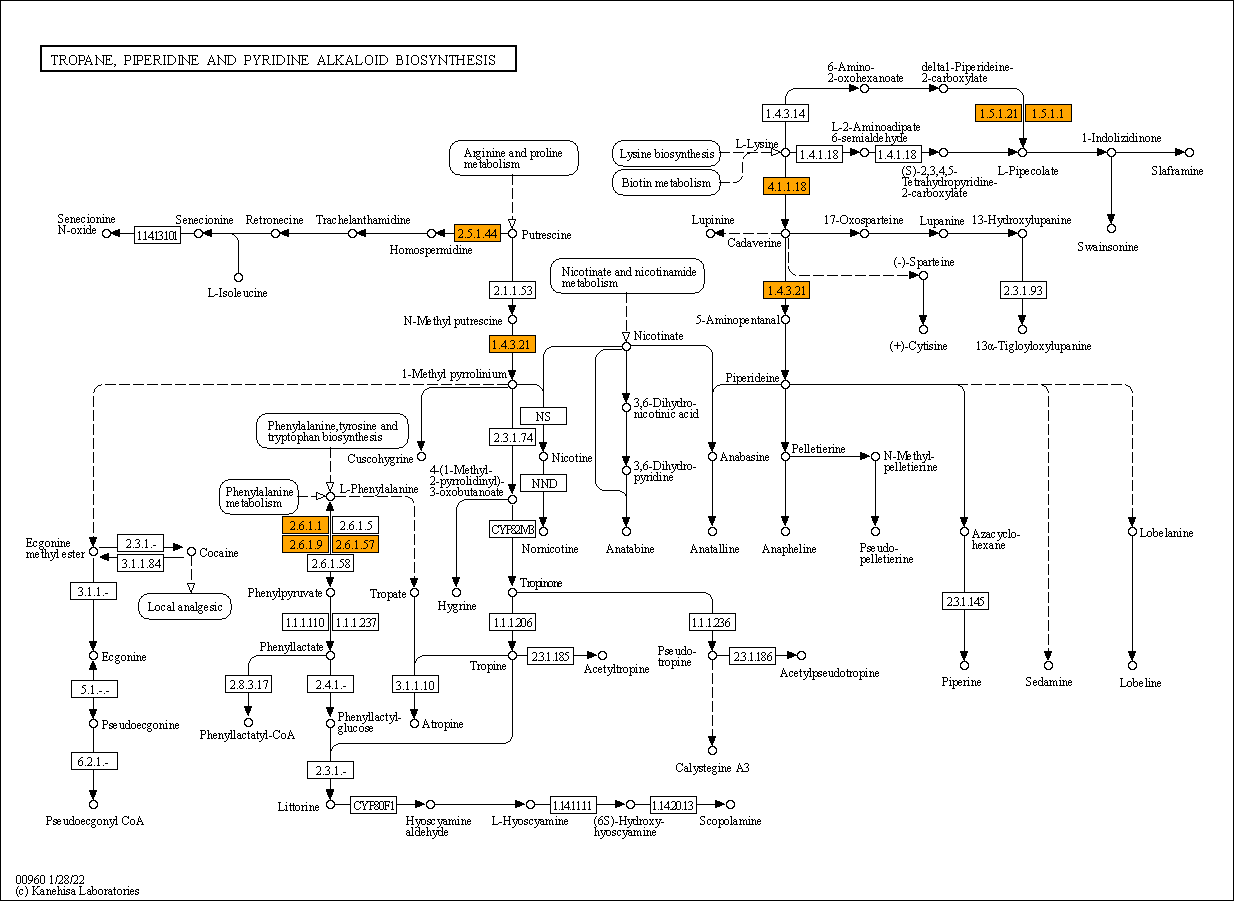 TROPANE, PIPERIDINE AND PYRIDINE ALKALOID BIOSYNTHESIS
6-Amino-
2-oxohexanoate
delta1-Piperideine-
2-carboxylate
1.4.3.14
1.5.1.21
1.5.1.1
L-2-Aminoadipate
6-semialdehyde
1-Indolizidinone
L-Lysine
Arginine and proline
metabolism
Lysine biosynthesis
1.4.1.18
1.4.1.18
L-Pipecolate
Slaframine
Biotin metabolism
4.1.1.18
(S)-2,3,4,5-
Tetrahydropyridine-
2-carboxylate
Senecionine
N-oxide
Senecionine
Retronecine
Trachelanthamidine
Lupinine
17-Oxosparteine
Lupanine
13-Hydroxylupanine
1.14.13.101
2.5.1.44
Putrescine
Homospermidine
Cadaverine
Swainsonine
Nicotinate and nicotinamide
metabolism
(-)-Sparteine
L-Isoleucine
2.1.1.53
1.4.3.21
2.3.1.93
N-Methyl putrescine
5-Aminopentanal
1.4.3.21
Nicotinate
(+)-Cytisine
13α-Tigloyloxylupanine
1-Methyl pyrrolinium
Piperideine
NS
3,6-Dihydro-
nicotinic acid
Phenylalanine, tyrosine and
tryptophan biosynthesis
2.3.1.74
Cuscohygrine
Nicotine
Anabasine
Pelletierine
N-Methyl-
pelletierine
4-(1-Methyl-
2-pyrrolidinyl)-
3-oxobutanoate
NND
3,6-Dihydro-
pyridine
Phenylalanine
metabolism
L-Phenylalanine
2.6.1.1
2.6.1.5
CYP82M3
2.6.1.9
2.6.1.57
Nornicotine
Anatabine
Anatalline
Anapheline
Pseudo-
pelletierine
Azacyclo-
hexane
Lobelanine
Ecgonine
methyl ester
2.3.1.-
Cocaine
3.1.1.84
2.6.1.58
Tropinone
3.1.1.-
Local analgesic
Phenylpyruvate
Tropate
Hygrine
2.3.1.145
1.1.1.110
1.1.1.237
1.1.1.206
1.1.1.236
Phenyllactate
Ecgonine
Tropine
2.3.1.185
Acetyltropine
Pseudo-
tropine
2.3.1.186
Acetylpseudotropine
5.1.-.-
2.8.3.17
2.4.1.-
3.1.1.10
Piperine
Sedamine
Lobeline
Pseudoecgonine
Phenyllactatyl-CoA
Phenyllactyl-
glucose
Atropine
6.2.1.-
2.3.1.-
Calystegine A3
Littorine
CYP80F1
1.14.11.11
1.14.20.13
Pseudoecgonyl CoA
Hyoscyamine
aldehyde
L-Hyoscyamine
(6S)-Hydroxy-
hyoscyamine
Scopolamine
00960 1/28/22
(c) Kanehisa Laboratories